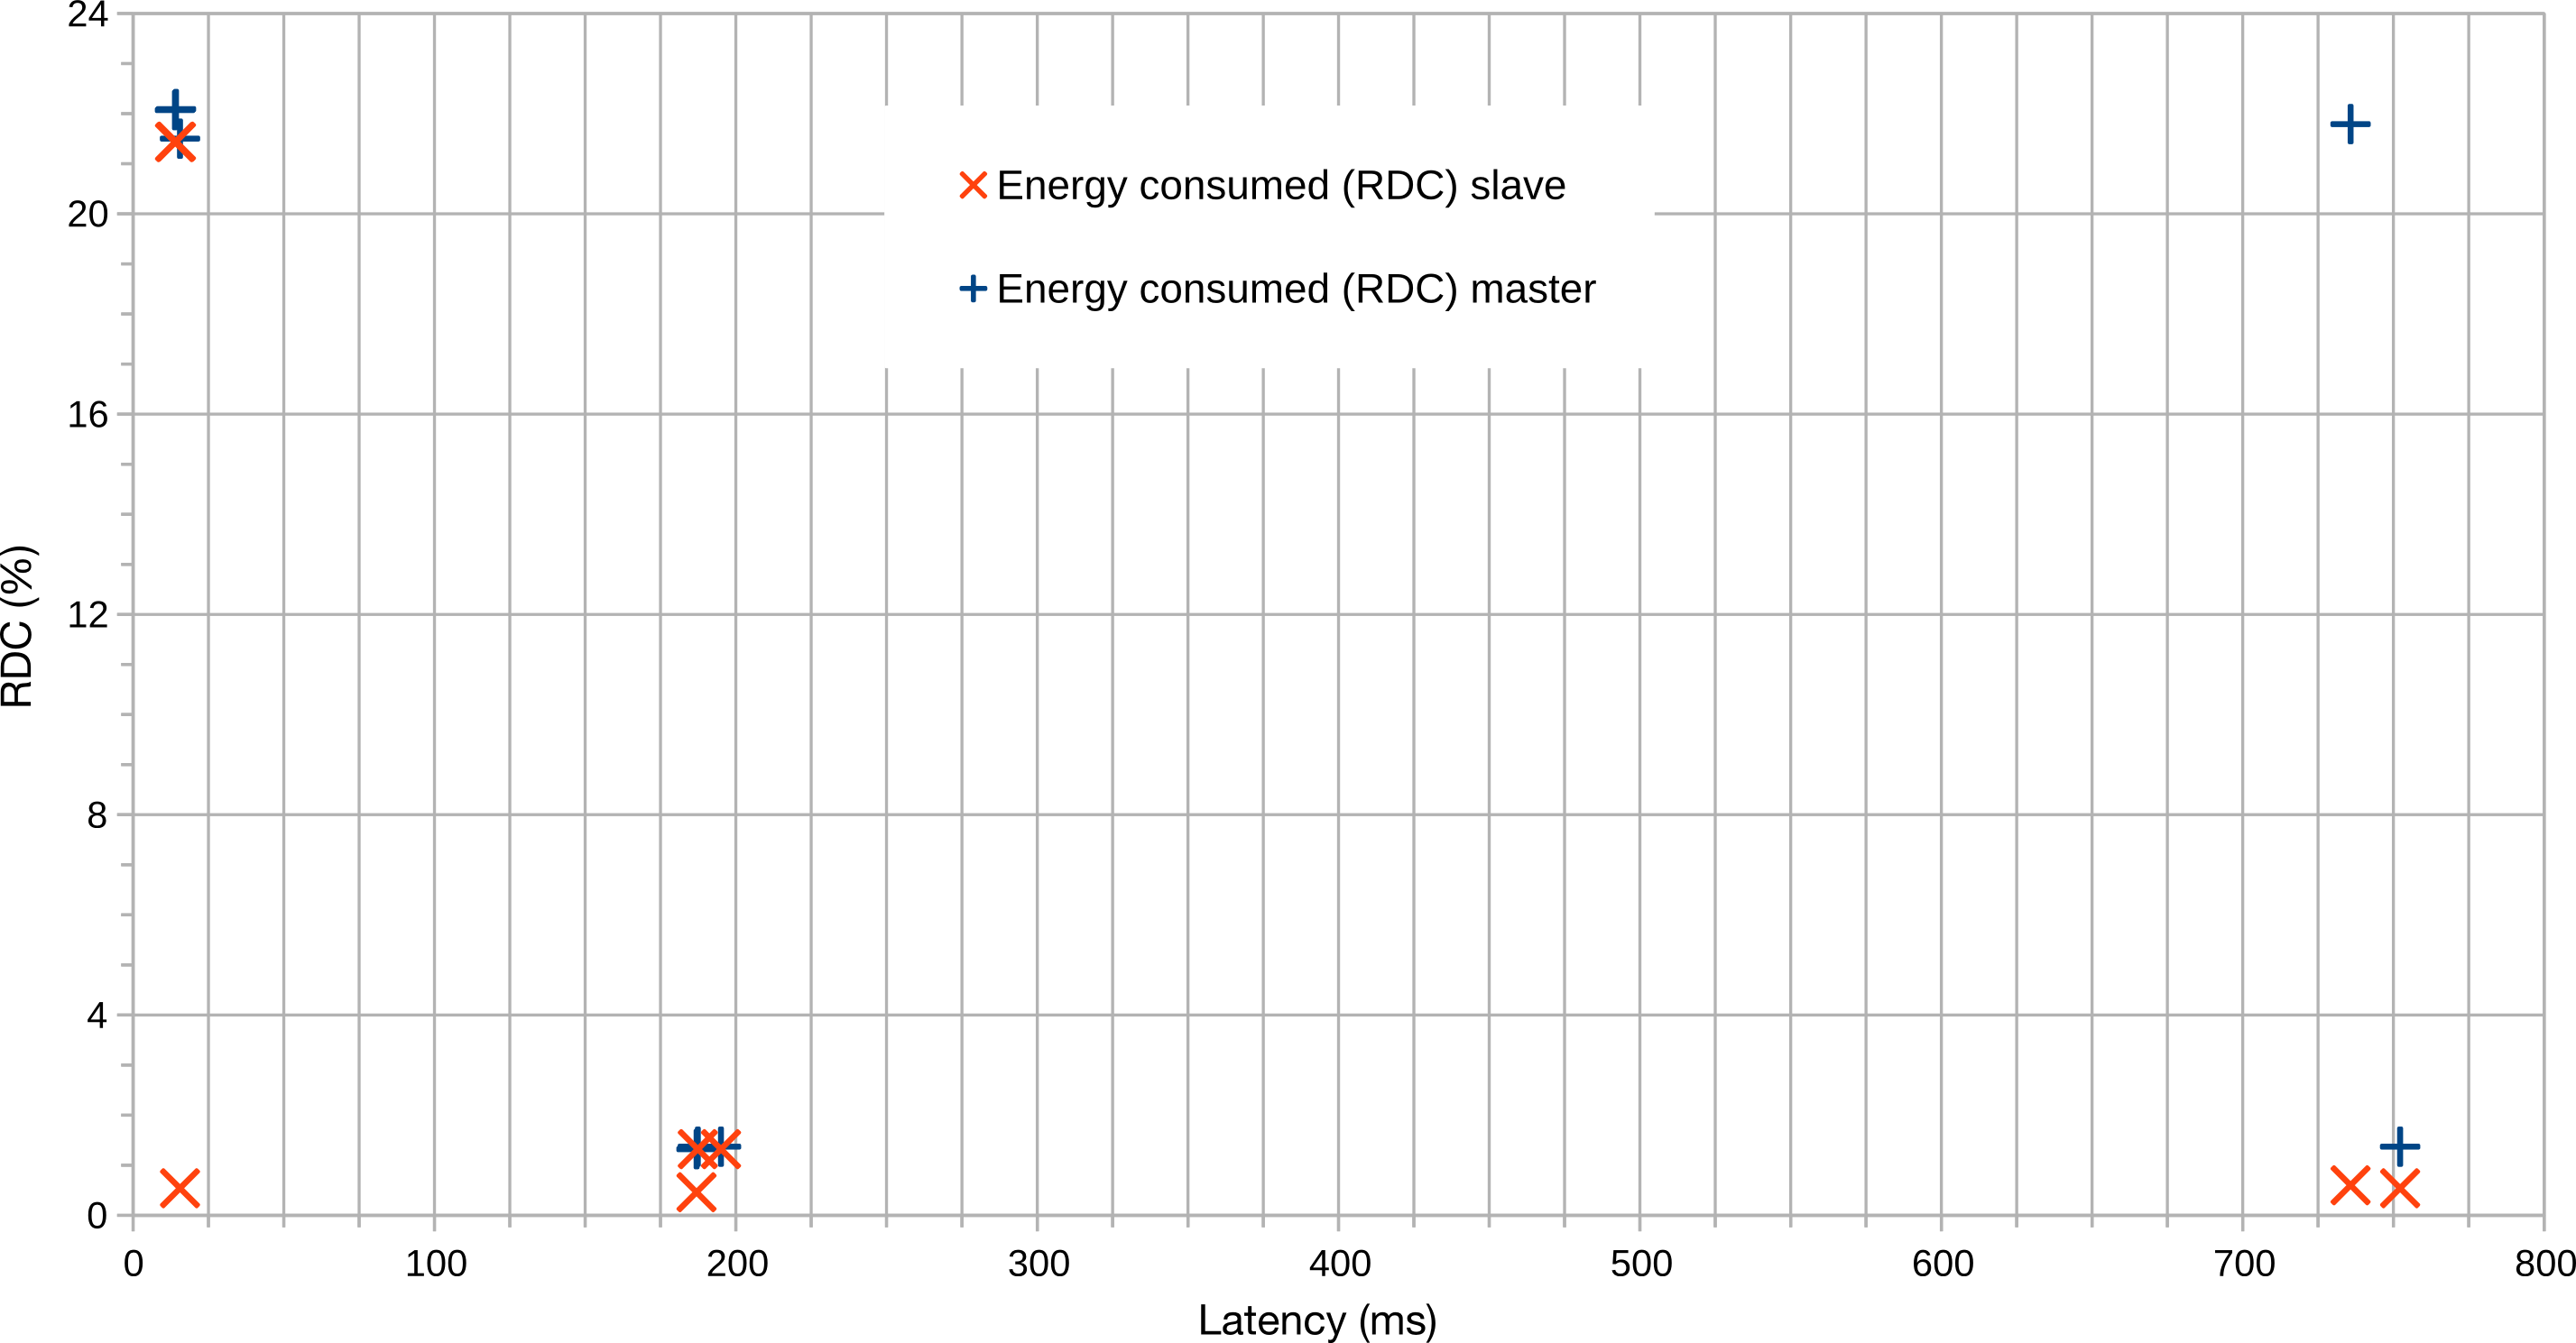 24
20
16
12
8
4
0
RDC (%)
Energy consumed (RDC) slave
Energy consumed (RDC) master
0 100 200 300 400 500 600 700 800
Latency (ms)